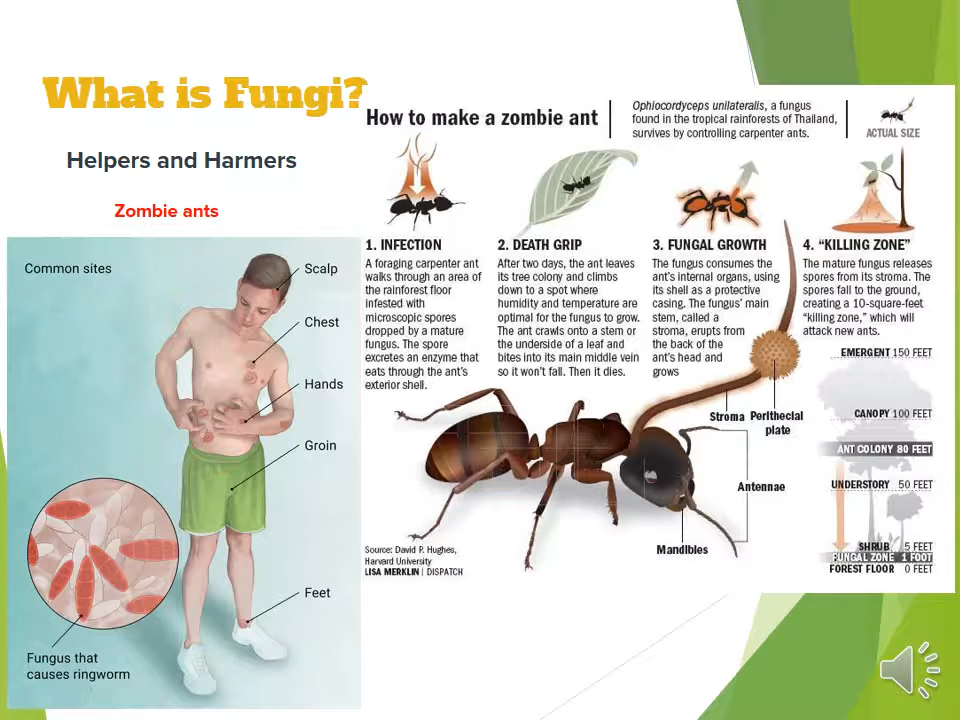 What is Fungi?
Helpers and Harmers
Zombie ants
Common sites
Scalp
Chest
Hands
Groin
Feet
Fungus that
causes ringworm
How to make a zombie ant
Ophiocordyceps unilateralis, a fungus
found in the tropical rainforests of Thailand,
survives by controlling carpenter ants.
ACTUAL SIZE
1. INFECTION
A foraging carpenter ant
walks through an area of
the rainforest floor
infested with
microscopic spores
dropped by a mature
fungus. The spore
excretes an enzyme that
eats through the ant's
exterior shell.
2. DEATH GRIP
After two days, the ant leaves
its tree colony and climbs
down to a spot where
humidity and temperature are
optimal for the fungus to grow.
The ant crawls onto a stem or
the underside of a leaf and
bites into its main middle vein
so it won't fall. Then it dies.
3. FUNGAL GROWTH
The fungus consumes the
ant's internal organs, using
its shell as a protective
casing. The fungus' main
stem, called a
stroma, erupts from
the back of the
ant's head and
grows
4. “KILLING ZONE”
The mature fungus releases
spores from its stroma. The
spores fall to the ground,
creating a 10-square-feet
“killing zone,” which will
attack new ants.
EMERGENT 150 FEET
CANOPY 100 FEET
ANT COLONY 80 FEET
UNDERSTORY 50 FEET
SHRUB 5 FEET
FUNGAL ZONE 1 FOOT
FOREST FLOOR 0 FEET
Stroma
Perithecial
plate
Antennae
Mandibles
Source: David P. Hughes,
Harvard University
LISA MERKLIN | DISPATCH